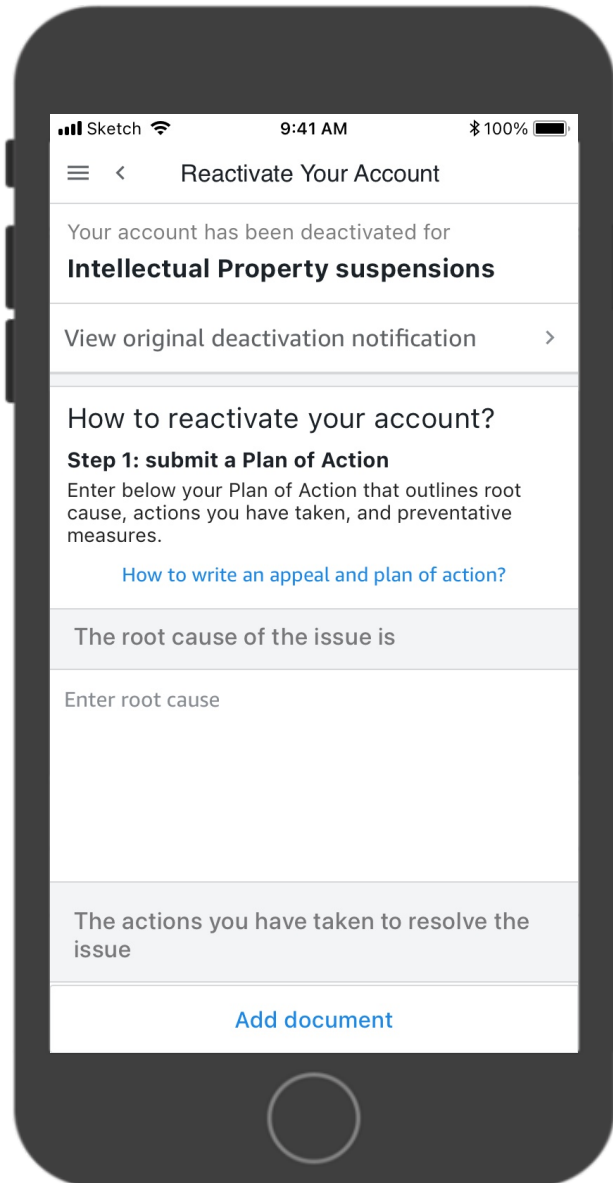 Sketch 9:41 AM 100%
Reactivate Your Account
Your account has been deactivated for
Intellectual Property suspensions
View original deactivation notification
How to reactivate your account?
Step 1: submit a Plan of Action
Enter below your Plan of Action that outlines root
cause, actions you have taken, and preventative
measures.
How to write an appeal and plan of action?
The root cause of the issue is
Enter root cause
The actions you have taken to resolve the
issue
Add document